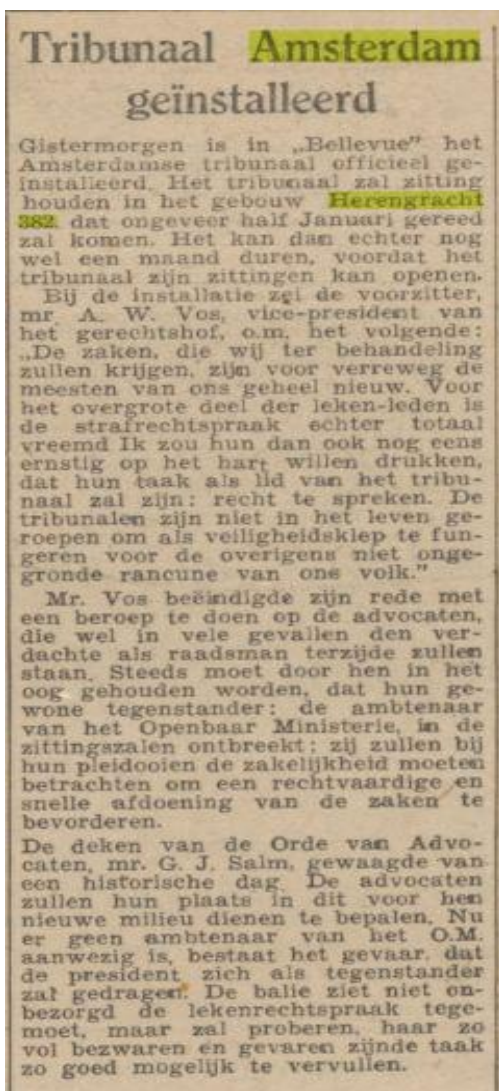 Tribunaal Amsterdam
geïnstalleerd
Gistermorgen is in „Bellevue” het
Amsterdamse tribunaal officieel ge-
installeerd. Het tribunaal zal zitting
houden in het gebouw Herengracht
382, dat ongeveer half Januari gereed
zal komen. Het kan dan echter nog
wel een maand duren, voordat het
tribunaal zijn zittingen kan openen.
Bij de installatie zei de voorzitter,
mr A. W. Vos, vice-president van
het gerechtshof, o.m. het volgende:
„De zaken, die wij ter behandeling
zullen krijgen, zijn voor verreweg de
meesten van ons geheel nieuw. Voor
het overgrote deel der leken-leden is
de strafrechtspraak echter totaal
vreemd Ik zou hun dan ook nog eens
ernstig op het hart willen drukken,
dat hun taak als lid van het tribu-
naal zal zijn: recht te spreken. De
tribunalen zijn niet in het leven ge-
roepen om als veiligheidsklep te fun-
geren voor de overigens niet onge-
gronde rancune van ons volk.”
Mr. Vos beëindigde zijn rede met
een beroep te doen op de advocaten,
die wel in vele gevallen den ver-
dachte als raadsman terzijde zullen
staan. Steeds moet door hen in het
oog gehouden worden, dat hun ge-
wone tegenstander: de ambtenaar
van het Openbaar Ministerie, in de
zittingszalen ontbreekt; zij zullen bij
hun pleidooien de zakelijkheid moeten
betrachten om een rechtvaardige en
snelle afdoening van de zaken te
bevorderen.
De deken van de Orde van Advo-
caten, mr. G. J. Salm, gewaagde van
een historische dag. De advocaten
zullen hun plaats in dit voor hen
nieuwe milieu dienen te bepalen. Nu
er geen ambtenaar van het O.M.
aanwezig is, bestaat het gevaar, dat
de president zich als tegenstander
zal gedragen. De balie ziet niet on-
bezorgd de lekenrechtspraak tege-
moet, maar zal proberen, haar zo
vol bezwaren en gevaren zijnde taak
zo goed mogelijk te vervullen.